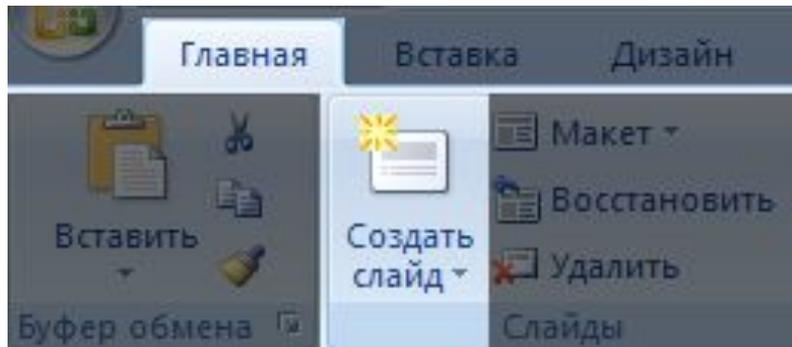 Главная Вставка Дизайн
Вставить
Буфер обмена
Создать
слайд
Макет
Восстановить
Удалить
Слайды